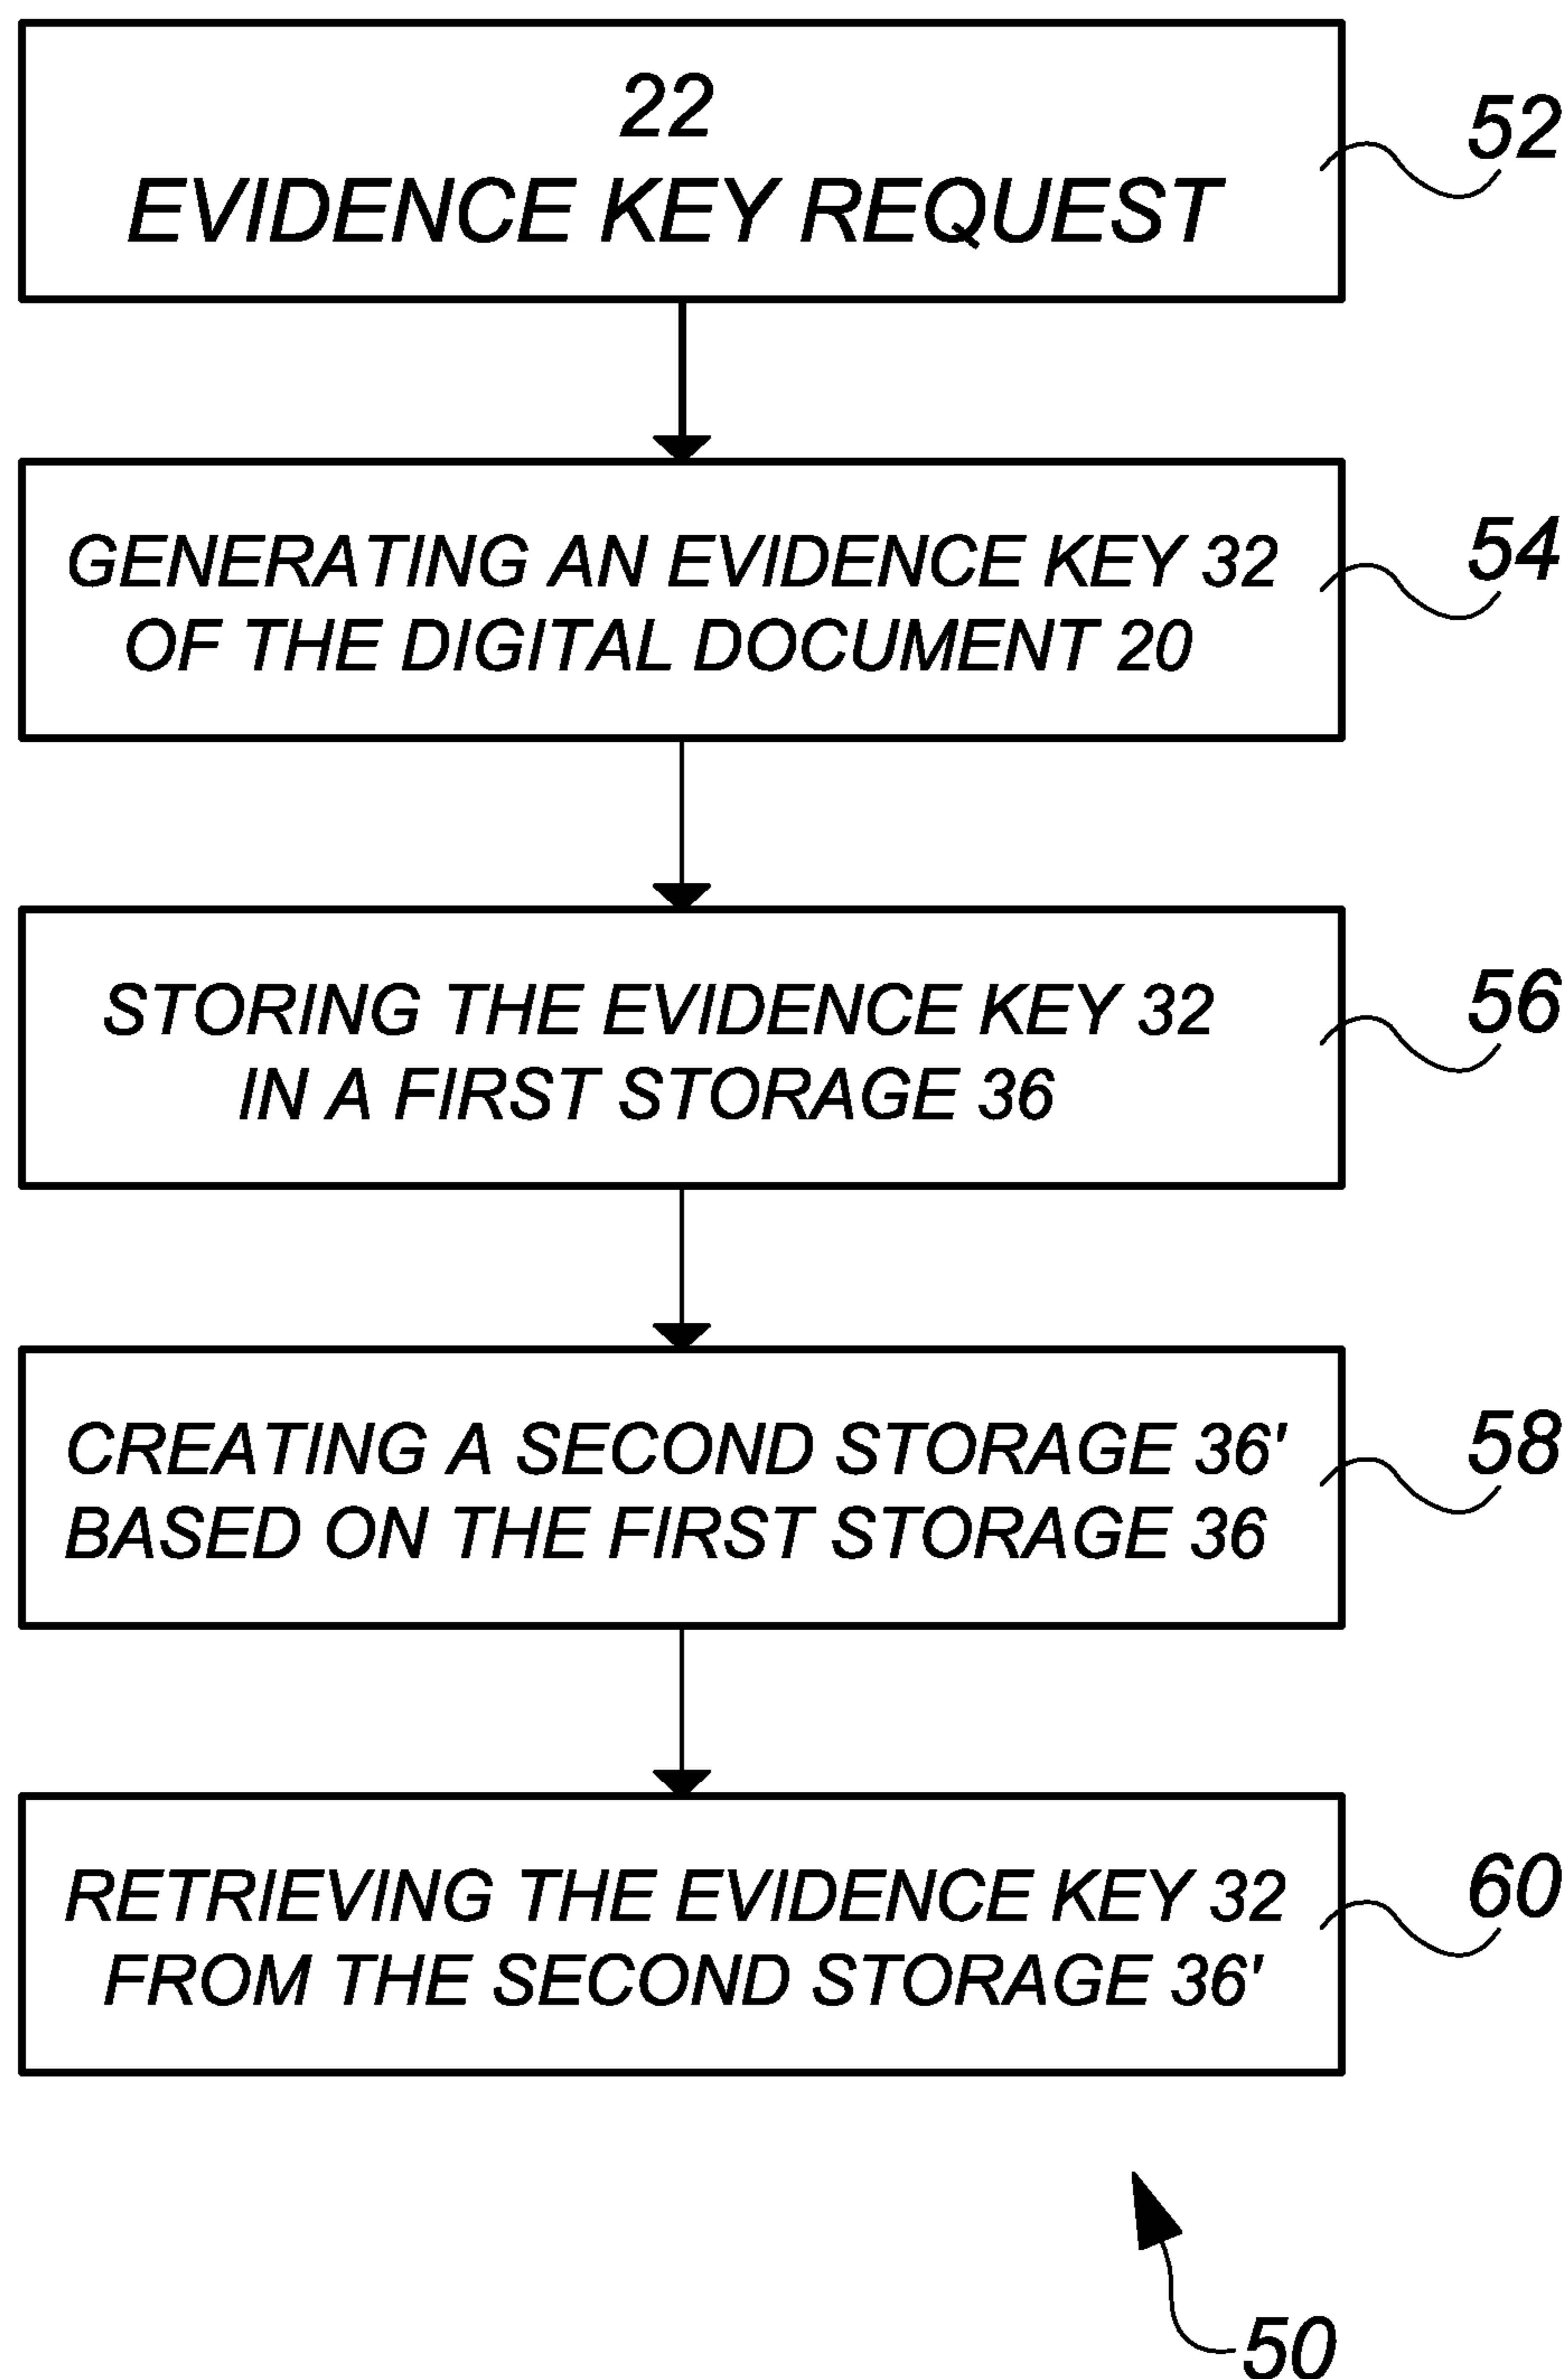 22
EVIDENCE KEY REQUEST
52
GENERATING AN EVIDENCE KEY 32
OF THE DIGITAL DOCUMENT 20
54
STORING THE EVIDENCE KEY 32
IN A FIRST STORAGE 36
56
CREATING A SECOND STORAGE 36'
BASED ON THE FIRST STORAGE 36
58
RETRIEVING THE EVIDENCE KEY 32
FROM THE SECOND STORAGE 36'
60
50